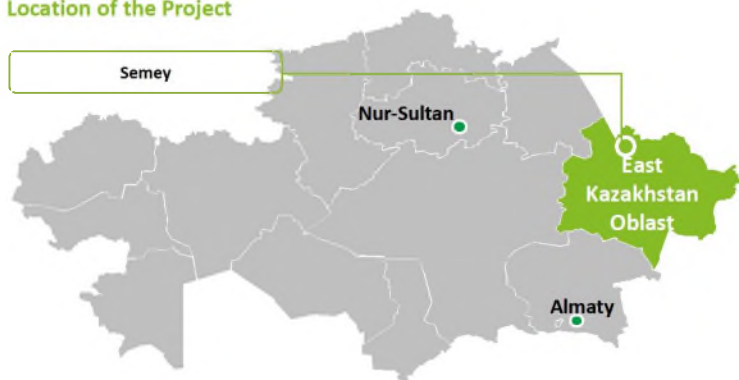 Location of the Project
Semey
Nur-Sultan
East
Kazakhstan
Oblast
Almaty